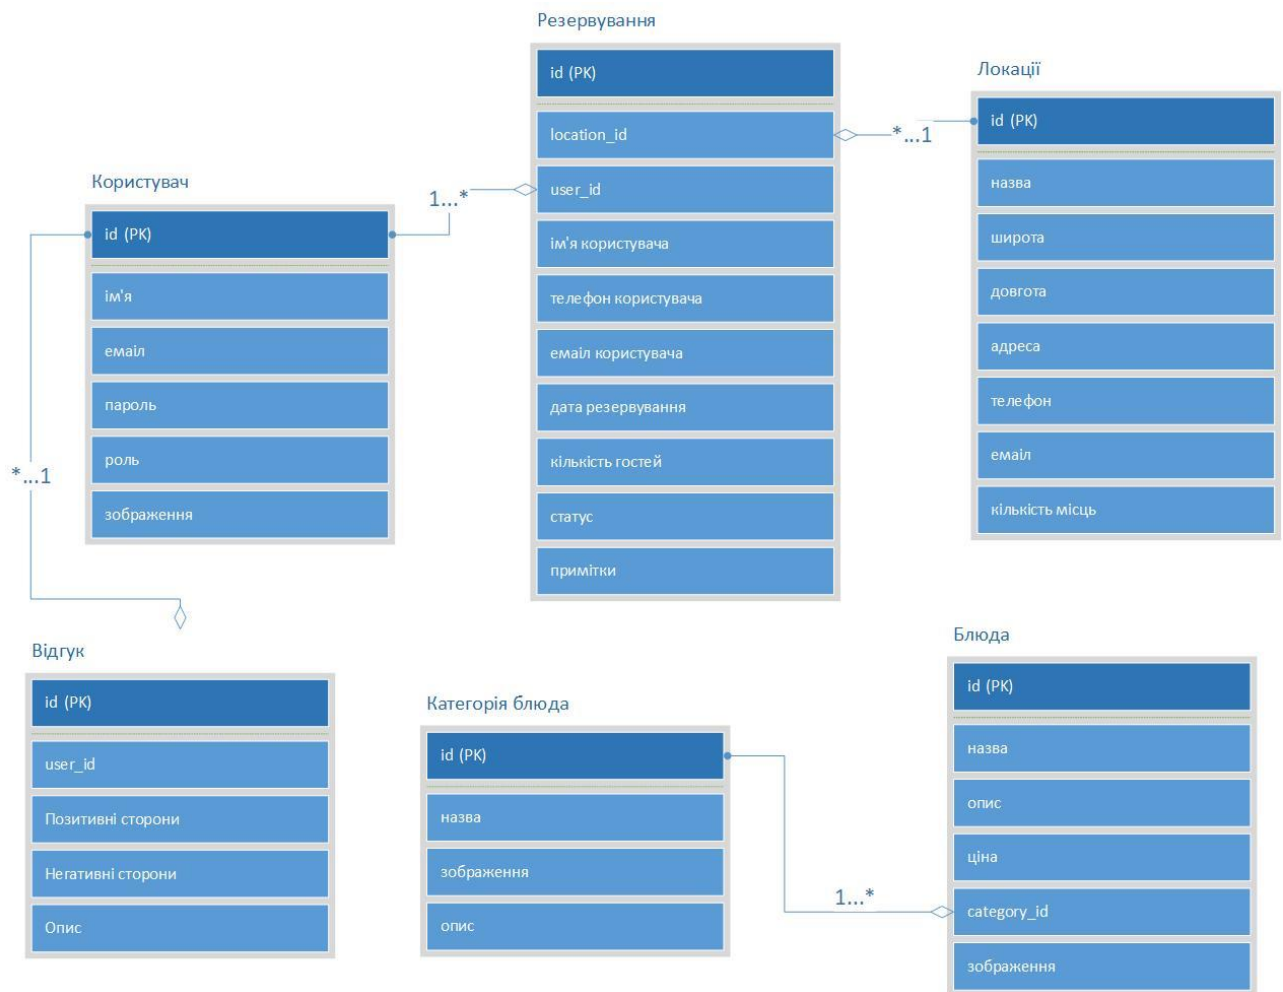 Резервування
id (PK)
location_id
user_id
ім'я користувача
телефон користувача
емаіл користувача
дата резервування
кількість гостей
статус
примітки
Локації
id (PK)
назва
широта
довгота
адреса
телефон
емаіл
кількість місць
*...1
Користувач
id (PK)
ім'я
емаіл
пароль
роль
зображення
1...*
*...1
Відгук
id (PK)
user_id
Позитивні сторони
Негативні сторони
Опис
Категорія блюда
id (PK)
назва
зображення
опис
1...*
Блюда
id (PK)
назва
опис
ціна
category_id
зображення